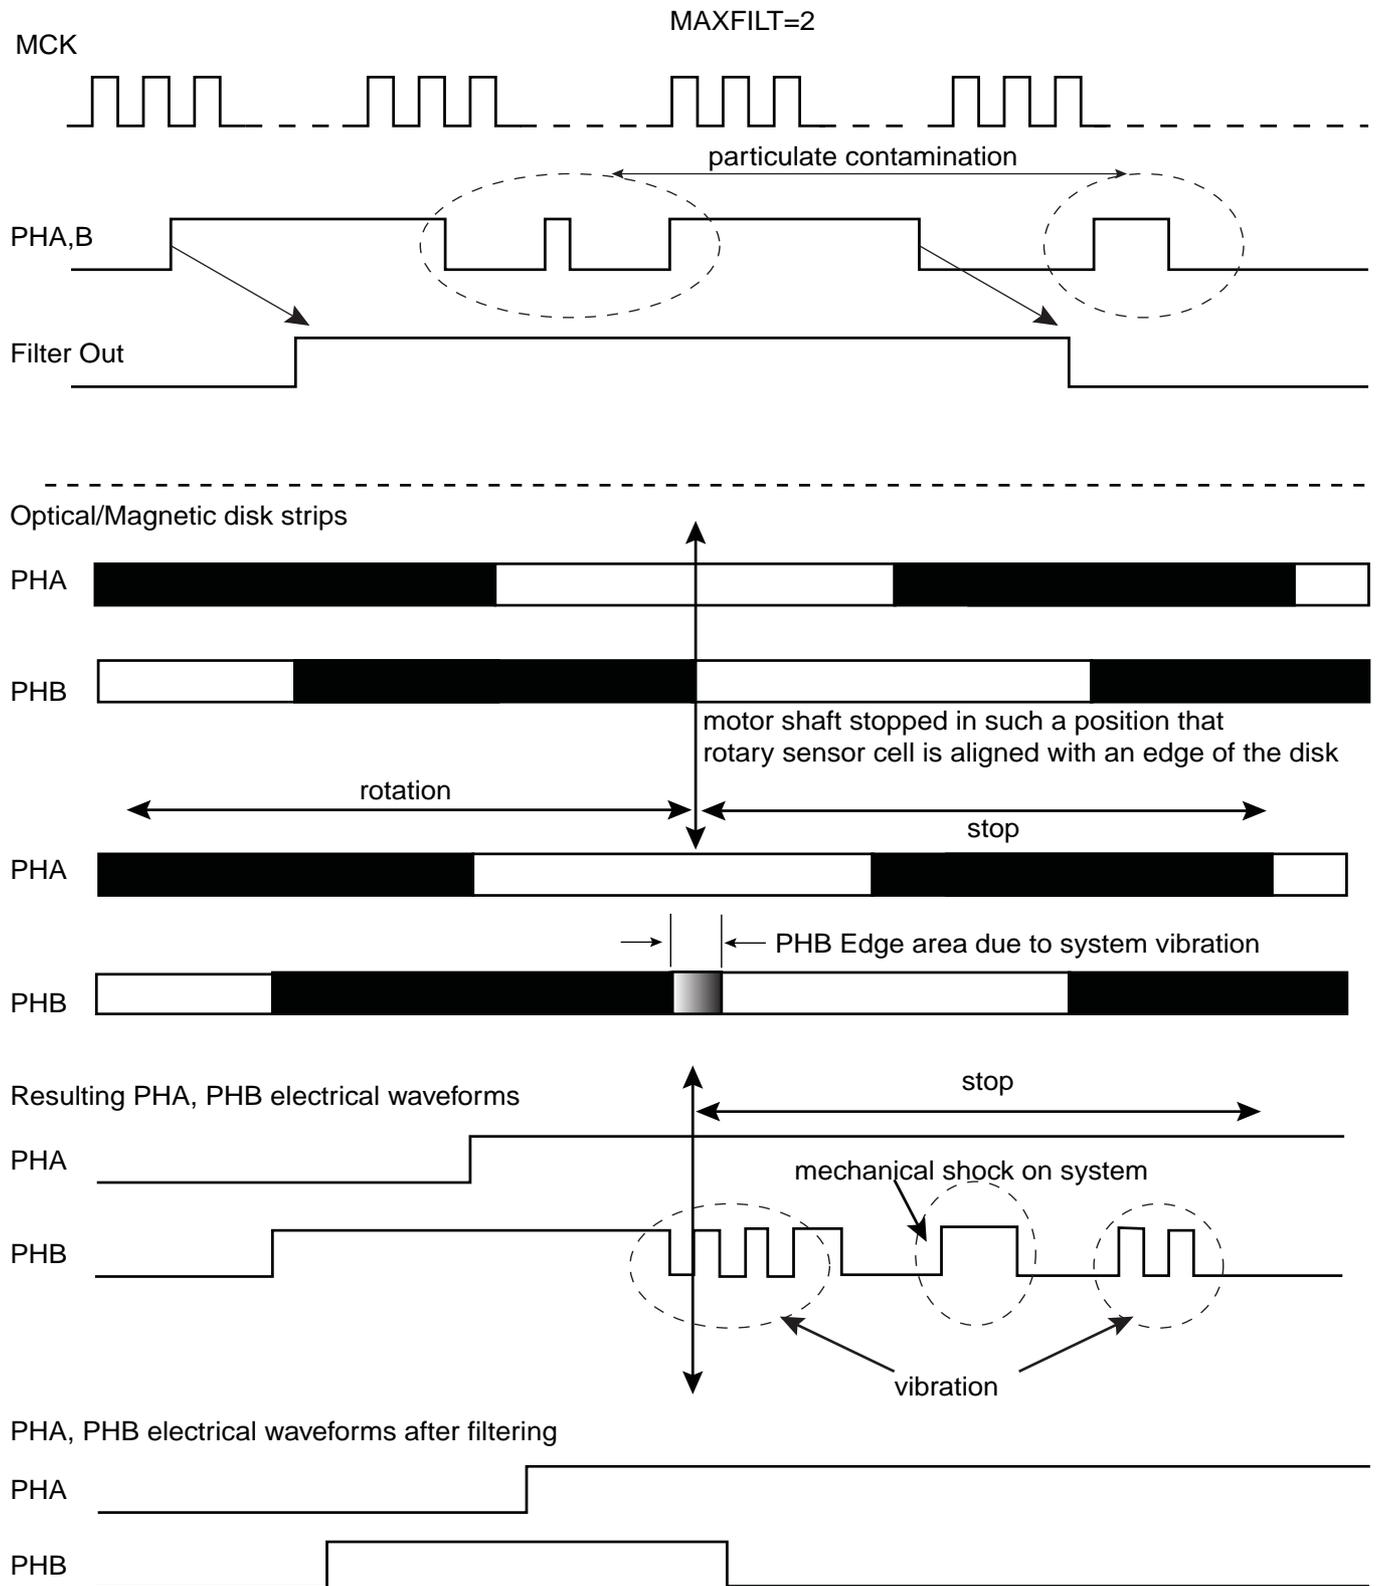 MAXFILT=2
MCK
particulate contamination
PHA,B
Filter Out
Optical/Magnetic disk strips
PHA
PHB
motor shaft stopped in such a position that
rotary sensor cell is aligned with an edge of the disk
rotation
stop
PHA
PHB Edge area due to system vibration
PHB
stop
Resulting PHA, PHB electrical waveforms
PHA
mechanical shock on system
PHB
vibration
PHA, PHB electrical waveforms after filtering
PHA
PHB